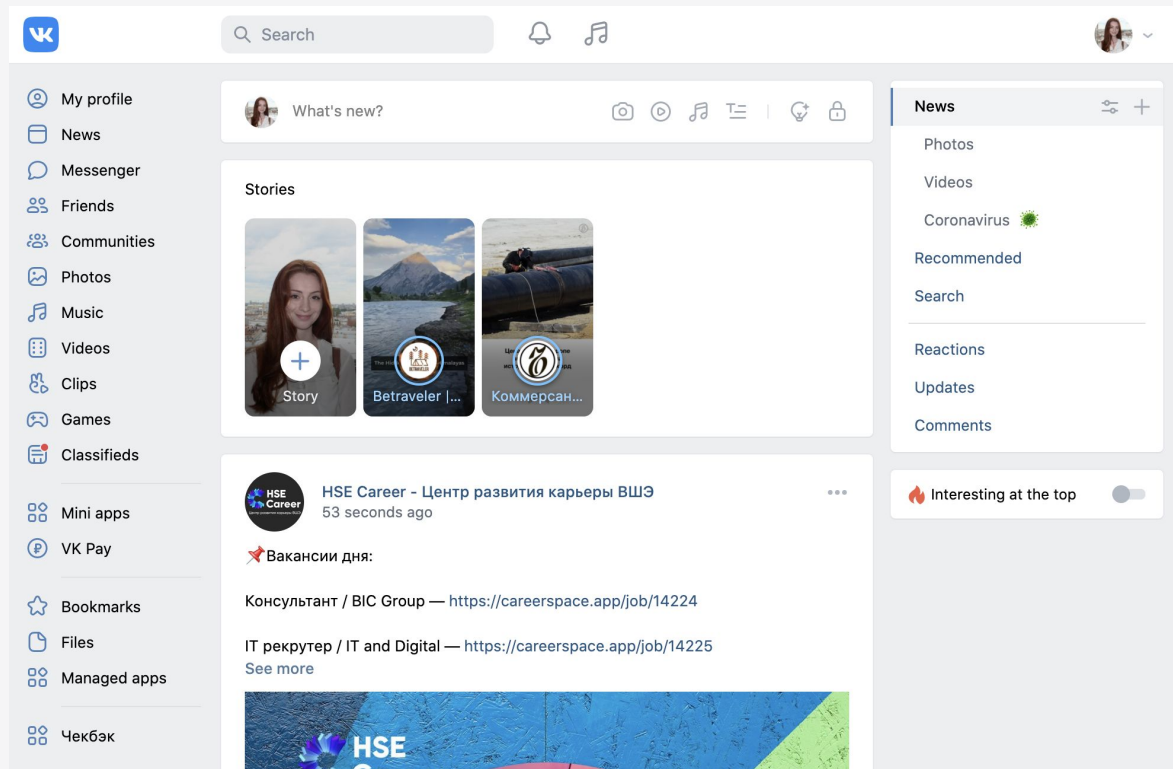 Search
My profile
News
Messenger
Friends
Communities
Photos
Music
Videos
Clips
Games
Classifieds
Mini apps
VK Pay
Bookmarks
Files
Managed apps
Чекбэк
What's new?
Stories
Story
BETRAVELER
Betraveler |...
Коммерсан...
HSE
Career
HSE Career - Центр развития карьеры ВШЭ
53 seconds ago
Вакансии дня:
Консультант / BIC Group — https://careerspace.app/job/14224
IT рекрутер / IT and Digital — https://careerspace.app/job/14225
See more
HSE
News
Photos
Videos
Coronavirus
Recommended
Search
Reactions
Updates
Comments
Interesting at the top